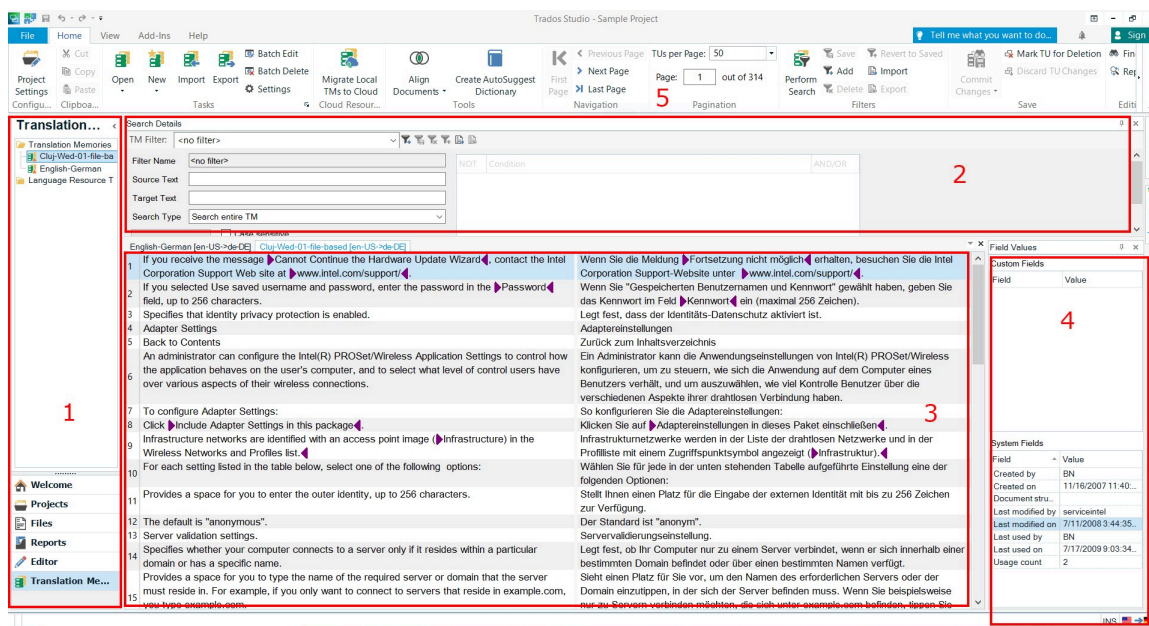 Trados Studio - Sample Project
File Home View Add-Ins Help
Tell me what you want to do... Sign
Project Settings
Cut
Copy
Paste
Open New Import Export
Batch Edit
Batch Delete
Settings
Migrate Local TMs to Cloud
Align Documents
Create AutoSuggest Dictionary
First Page
Previous Page
Next Page
Last Page
TUs per Page: 50
Page: 1 out of 314
5
Perform Search
Save
Add
Delete
Revert to Saved
Import
Export
Commit Changes
Mark TU for Deletion
Discard TU Changes
Fin
Rep
Configu... Clipboa... Tasks Cloud Resour... Tools Navigation Pagination Filters Save Editi
Translation...
Translation Memories
Cluj-Wed-01-file-ba
English-German
Language Resource T
1
Welcome
Projects
Files
Reports
Editor
Translation Me...
Search Details
TM Filter: <no filter>
Filter Name <no filter>
Source Text
Target Text
Search Type Search entire TM
Case sensitive
NOT Condition AND/OR
2
English-German [en-US->de-DE] Cluj-Wed-01-file-based [en-US->de-DE]
1 If you receive the message Cannot Continue the Hardware Update Wizard, contact the Intel
Corporation Support Web site at www.intel.com/support/.
Wenn Sie die Meldung Fortsetzung nicht möglich erhalten, besuchen Sie die Intel
Corporation Support-Website unter www.intel.com/support/.
2 If you selected Use saved username and password, enter the password in the Password
field, up to 256 characters.
Wenn Sie "Gespeicherten Benutzernamen und Kennwort" gewählt haben, geben Sie
das Kennwort im Feld Kennwort ein (maximal 256 Zeichen).
3 Specifies that identity privacy protection is enabled.
Legt fest, dass der Identitäts-Datenschutz aktiviert ist.
4 Adapter Settings
Adaptereinstellungen
5 Back to Contents
Zurück zum Inhaltsverzeichnis
6 An administrator can configure the Intel(R) PROSet/Wireless Application Settings to control how
the application behaves on the user's computer, and to select what level of control users have
over various aspects of their wireless connections.
Ein Administrator kann die Anwendungseinstellungen von Intel(R) PROSet/Wireless
konfigurieren, um zu steuern, wie sich die Anwendung auf dem Computer eines
Benutzers verhält, und um auszuwählen, wie viel Kontrolle Benutzer über die
verschiedenen Aspekte ihrer drahtlosen Verbindung haben.
7 To configure Adapter Settings:
So konfigurieren Sie die Adaptereinstellungen:
8 Click Include Adapter Settings in this package.
Klicken Sie auf Adaptereinstellungen in dieses Paket einschließen.
9 Infrastructure networks are identified with an access point image (Infrastructure) in the
Wireless Networks and Profiles list.
Infrastrukturnetzwerke werden in der Liste der drahtlosen Netzwerke und in der
Profilliste mit einem Zugriffspunktsymbol angezeigt (Infrastruktur).
10 For each setting listed in the table below, select one of the following options:
Wählen Sie für jede in der unten stehenden Tabelle aufgeführte Einstellung eine der
folgenden Optionen:
11 Provides a space for you to enter the outer identity, up to 256 characters.
Stellt Ihnen einen Platz für die Eingabe der externen Identität mit bis zu 256 Zeichen
zur Verfügung.
12 The default is "anonymous".
Der Standard ist "anonym".
13 Server validation settings.
Servervalidierungseinstellung.
14 Specifies whether your computer connects to a server only if it resides within a particular
domain or has a specific name.
Legt fest, ob Ihr Computer nur zu einem Server verbindet, wenn er sich innerhalb einer
bestimmten Domain befindet oder über einen bestimmten Namen verfügt.
15 Provides a space for you to type the name of the required server or domain that the server
must reside in. For example, if you only want to connect to servers that reside in example.com,
you type example.com.
Sieht einen Platz für Sie vor, um den Namen des erforderlichen Servers oder der
Domain einzutippen, in der sich der Server befinden muss. Wenn Sie beispielsweise
nur zu Servern verbinden möchten, die sich unter example.com befinden, tippen Sie
3
Field Values
Custom Fields
Field Value
4
System Fields
Field Value
Created by BN
Created on 11/16/2007 11:40:...
Document stru...
Last modified by serviceintel
Last modified on 7/11/2008 3:44:35...
Last used by BN
Last used on 7/17/2009 9:03:34...
Usage count 2
INS